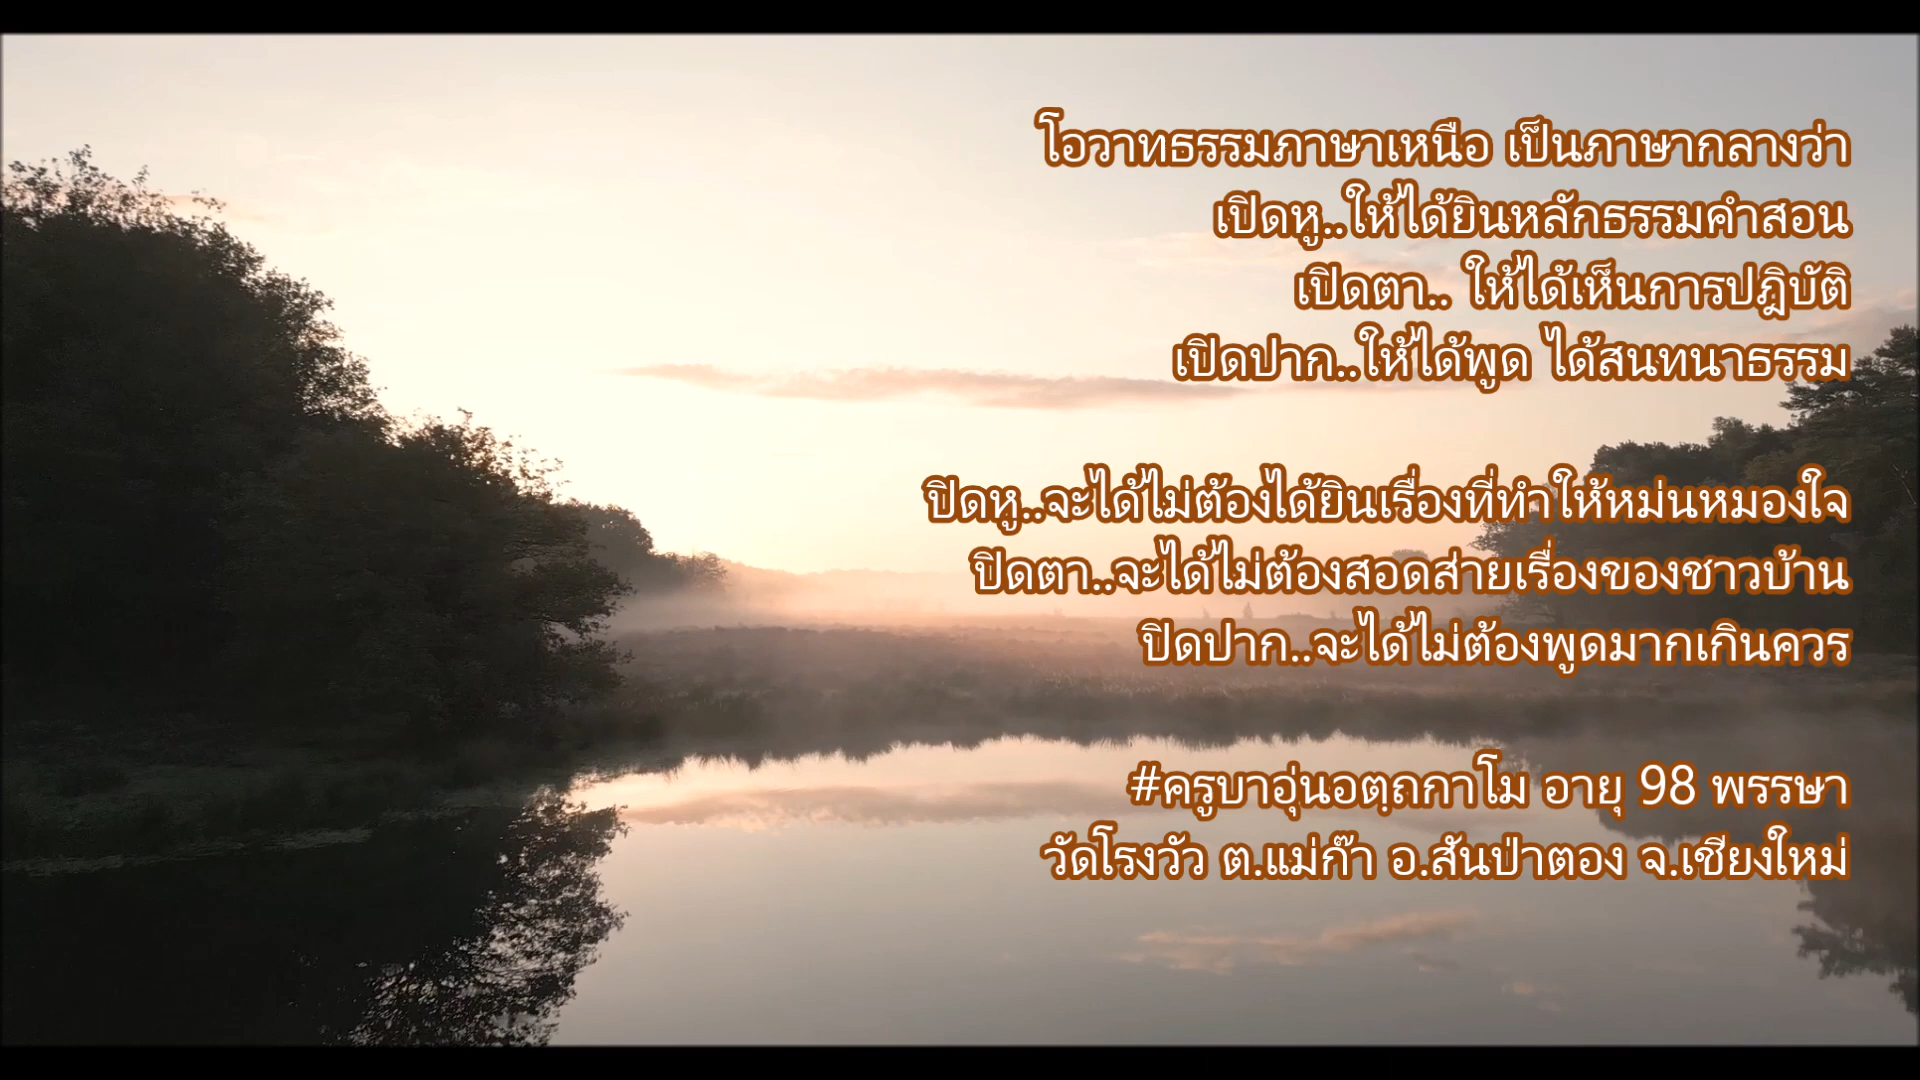 โอวาทธรรมภาษาเหนือ เป็นภาษากลางว่า
เปิดหู..ให้ได้ยินหลักธรรมคำสอน
เปิดตา.. ให้ได้เห็นการปฎิบัติ
เปิดปาก..ให้ได้พูด ได้สนทนาธรรม
ปิดหู..จะได้ไม่ต้องได้ยินเรื่องที่ทำให้หม่นหมองใจ
ปิดตา..จะได้ไม่ต้องสอดส่ายเรื่องของชาวบ้าน
ปิดปาก..จะได้ไม่ต้องพูดมากเกินควร
#ครูบาอุ่นอตฺถกาโม อายุ 98 พรรษา
วัดโรงวัว ต.แม่ก๊า อ.สันป่าตอง จ.เชียงใหม่